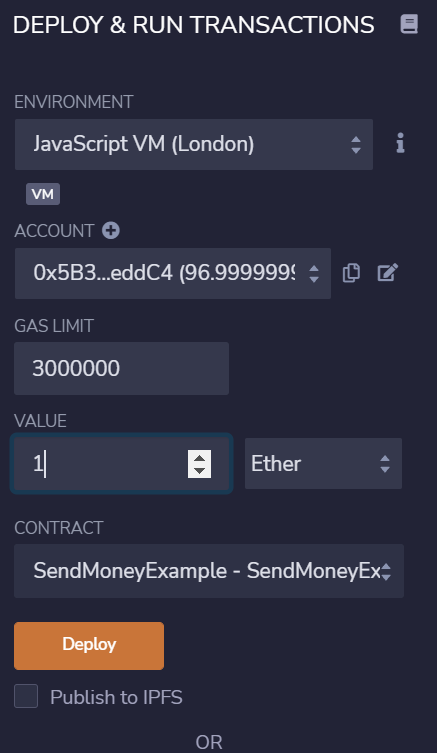 DEPLOY & RUN TRANSACTIONS
ENVIRONMENT
JavaScript VM (London)
VM
ACCOUNT
0x5B3...eddC4 (96.9999999
GAS LIMIT
3000000
VALUE
1 Ether
CONTRACT
SendMoneyExample - SendMoneyEx
Deploy
Publish to IPFS
OR